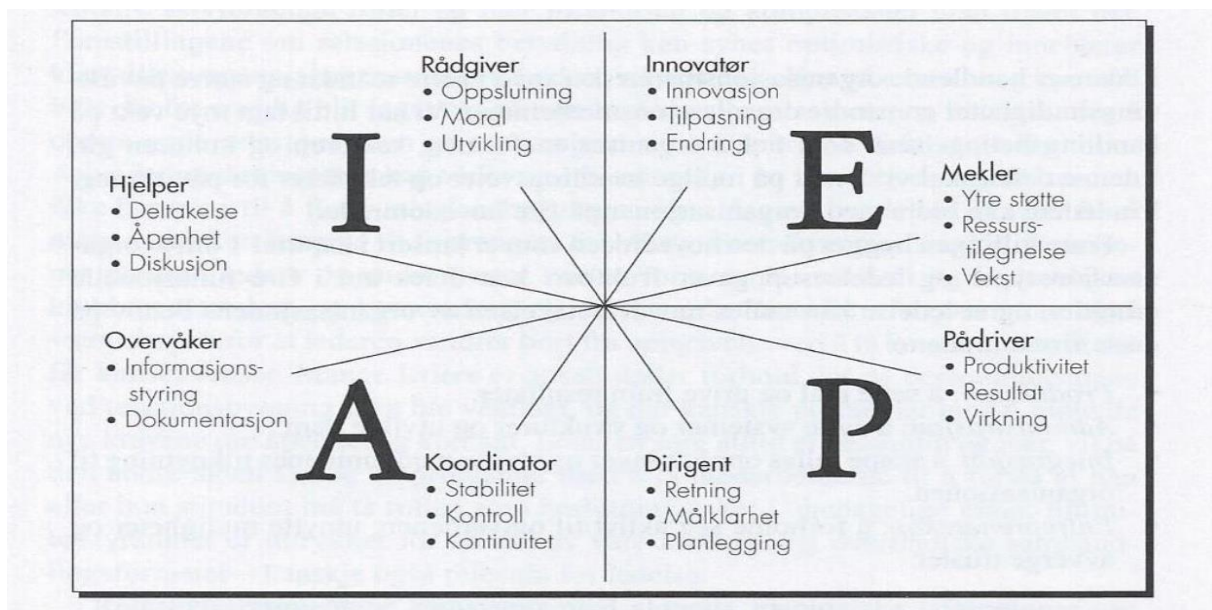 Rådgiver
• Oppslutning
• Moral
• Utvikling
Innovatør
• Innovasjon
• Tilpasning
• Endring
I
E
Hjelper
• Deltakelse
• Åpenhet
• Diskusjon
Mekler
• Ytre støtte
• Ressurs-
tilegnelse
• Vekst
Overvåker
• Informasjons-
styring
• Dokumentasjon
Pådriver
• Produktivitet
• Resultat
• Virkning
A
P
Koordinator
• Stabilitet
• Kontroll
• Kontinuitet
Dirigent
• Retning
• Målklarhet
• Planlegging